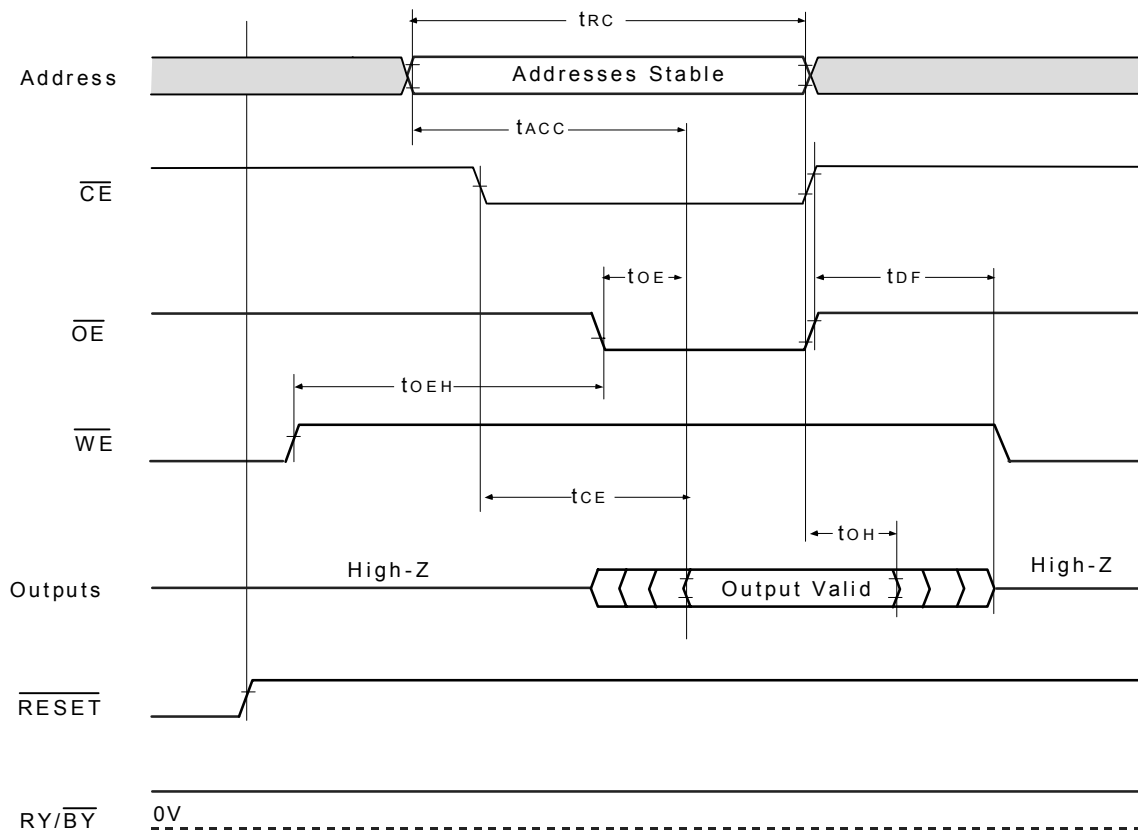 tRC
Address
Addresses Stable
tACC
CE
tOE
tDF
OE
tOEH
WE
tCE
tOH
High-Z
High-Z
Outputs
Output Valid
RESET
0V
RY/BY